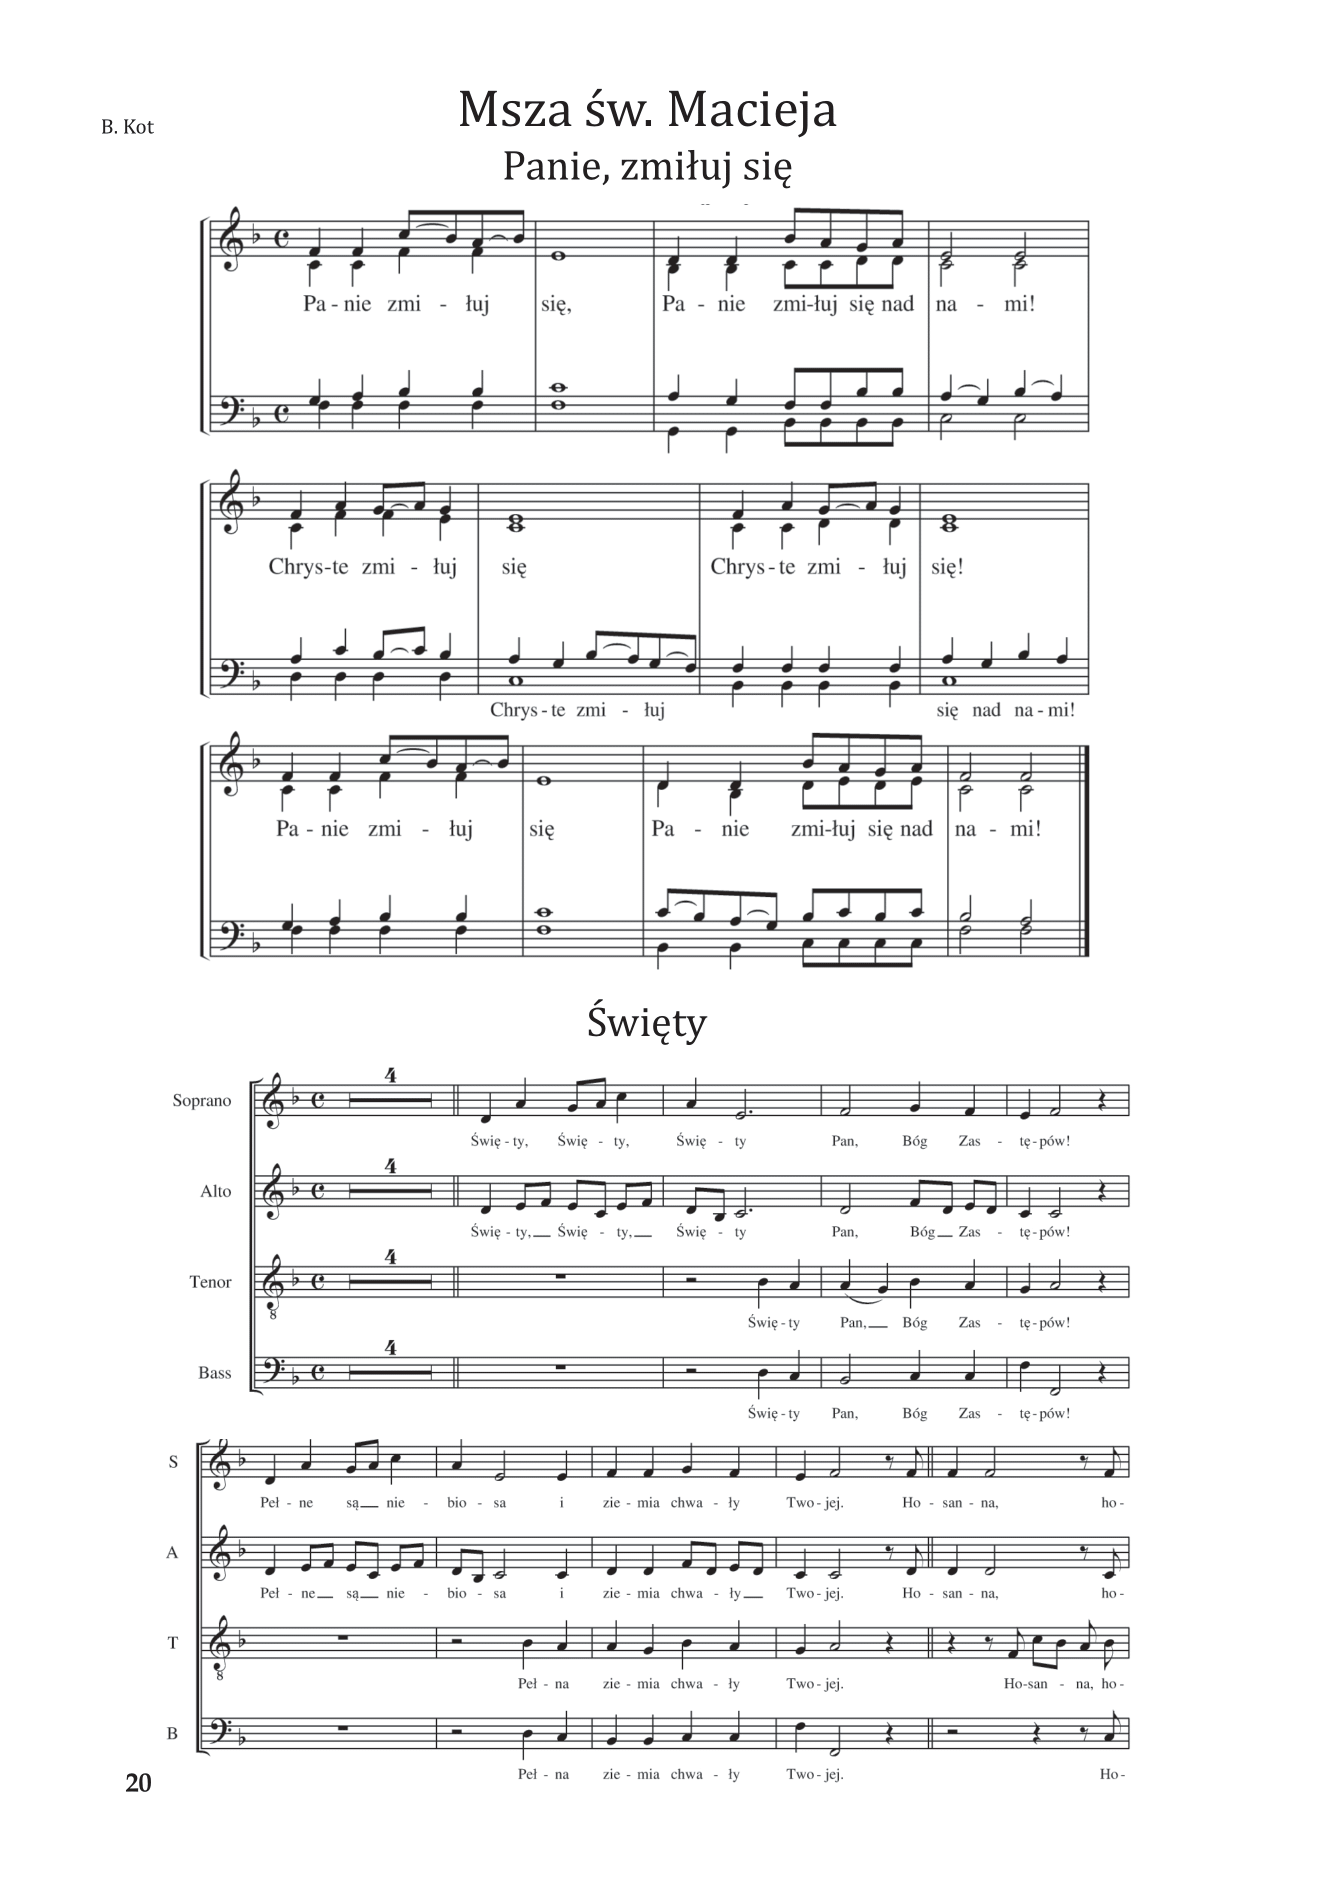 B. Kot
Msza św. Macieja
Panie, zmiłuj się
Pa - nie zmi - łuj się, Pa - nie zmi-łuj się nad na - mi!
Chrys-te zmi - łuj się Chrys-te zmi - łuj się!
Chrys-te zmi - łuj się nad na-mi!
Pa - nie zmi - łuj się Pa - nie zmi-łuj się nad na - mi!
Święty
4
Soprano
Świę - ty, Świę - ty, Świę - ty Pan, Bóg Zas - tę-pów!
4
Alto
Świę - ty, Świę - ty, Świę - ty Pan, Bóg Zas - tę-pów!
4
Tenor
8
Świę - ty Pan, Bóg Zas - tę-pów!
4
Bass
Świę - ty Pan, Bóg Zas - tę-pów!
S
Peł - ne są nie - bio - sa i zie - mia chwa - ły Two - jej. Ho - san - na, ho -
A
Peł - ne są nie - bio - sa i zie - mia chwa - ły Two - jej. Ho - san - na, ho -
T
8
Peł - na zie - mia chwa - ły Two - jej. Ho-san - na, ho -
B
Peł - na zie - mia chwa - ły Two - jej. Ho -
20